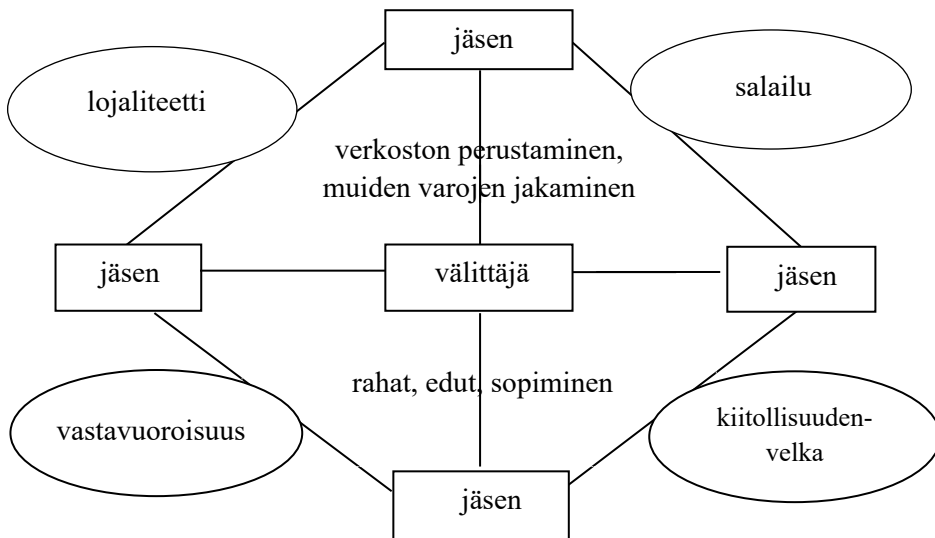 jäsen
lojaliteetti
salailu
verkoston perustaminen,
muiden varojen jakaminen
jäsen
välittäjä
jäsen
rahat, edut, sopiminen
vastavuoroisuus
kiitollisuuden-
velka
jäsen